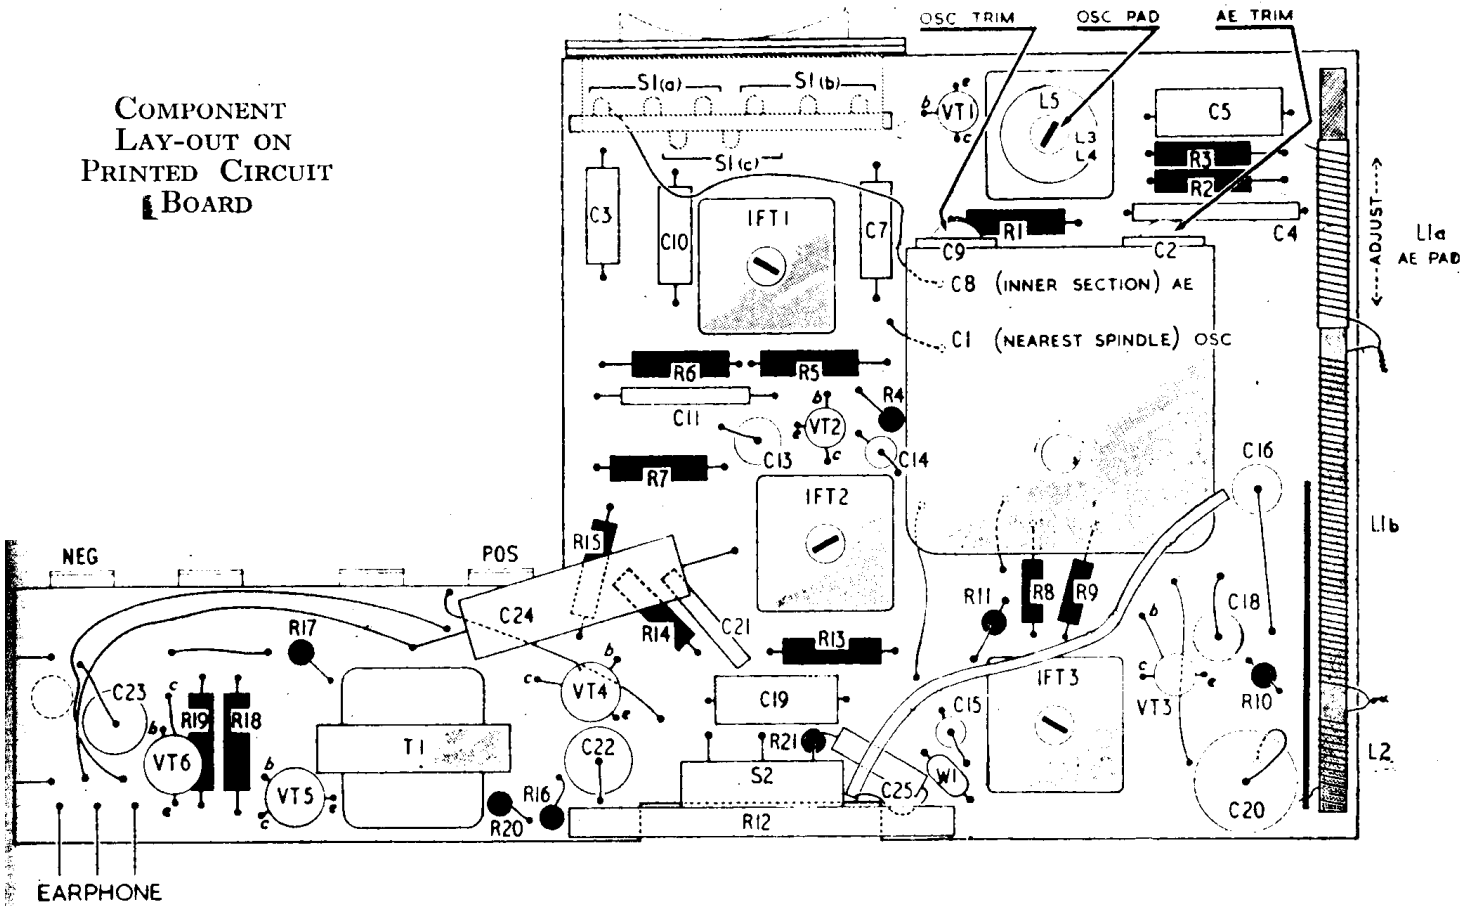 OSC TRIM
OSC PAD
AE TRIM
COMPONENT
LAY-OUT ON
PRINTED CIRCUIT
BOARD
S1(a)
S1(b)
S1(c)
b
e
VT1
c
L5
L3
L4
C5
R3
R2
C4
ADJUST
L1a
AE PAD
C3
C10
IFT1
C7
R1
C9
C2
C8 (INNER SECTION) AE
C1 (NEAREST SPINDLE) OSC
R6
R5
C11
b
VT2
e
c
R4
C13
C14
C16
R7
IFT2
L1b
NEG
POS
R15
C24
R14
C21
R11
R8
R9
C18
R17
R13
b
c
VT4
e
C19
C15
IFT3
b
c
VT3
e
R10
C23
c
R19
R18
b
VT6
e
T1
C22
R21
S2
W1
L2
b
VT5
e
c
R20
R16
R12
C25
C20
EARPHONE